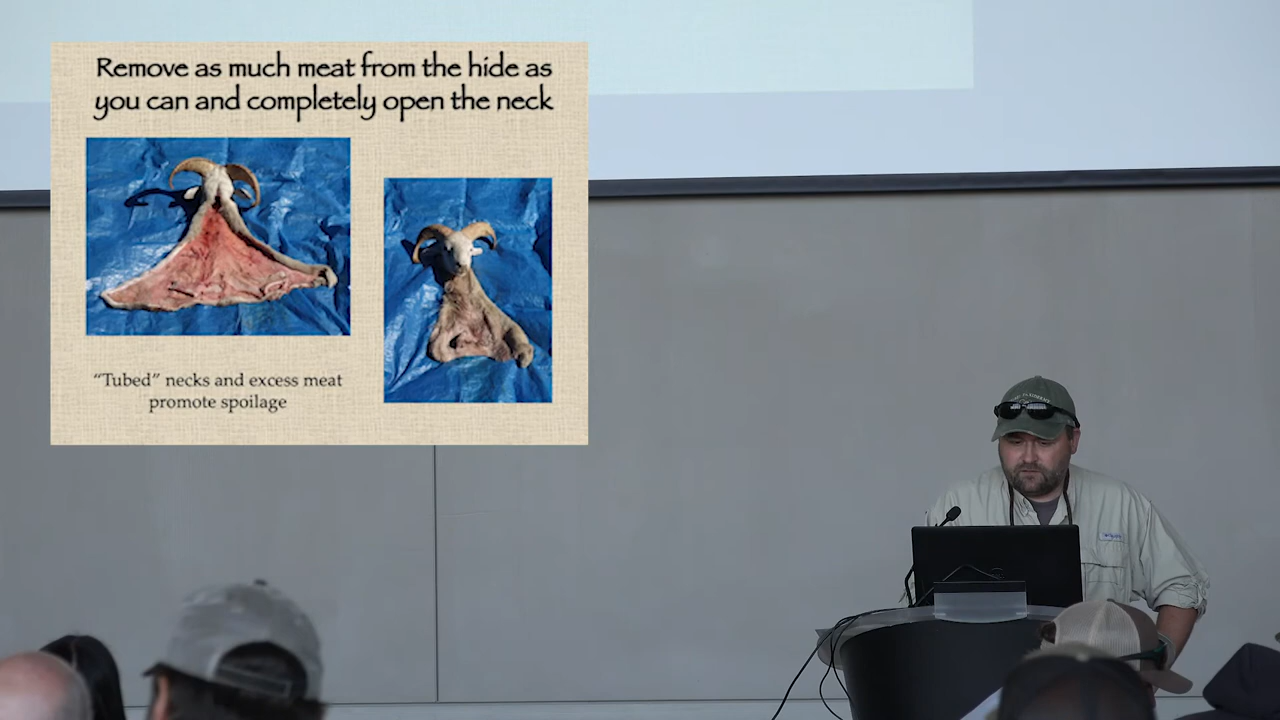 Remove as much meat from the hide as
you can and completely open the neck
“Tubed” necks and excess meat
promote spoilage